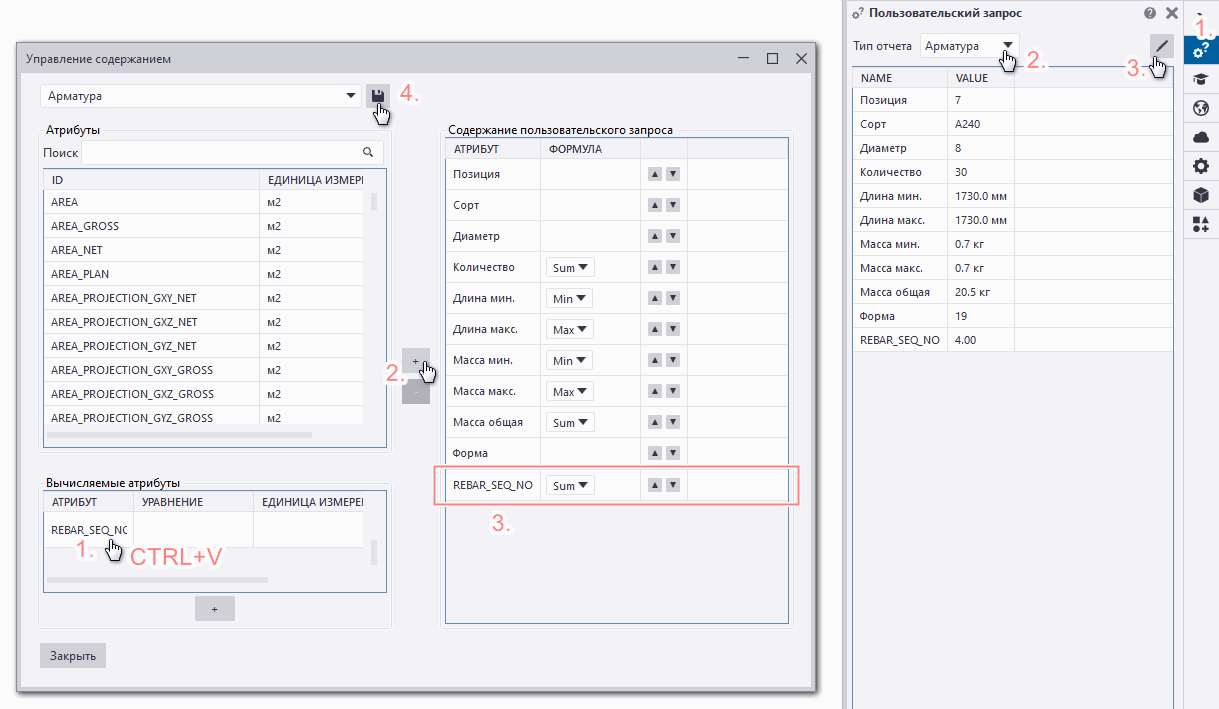 Управление содержанием
Арматура
4.
Атрибуты
Поиск
ID ЕДИНИЦА ИЗМЕРЕ
AREA м2
AREA_GROSS м2
AREA_NET м2
AREA_PLAN м2
AREA_PROJECTION_GXY_NET м2
AREA_PROJECTION_GXZ_NET м2
AREA_PROJECTION_GYZ_NET м2
AREA_PROJECTION_GXY_GROSS м2
AREA_PROJECTION_GXZ_GROSS м2
AREA_PROJECTION_GYZ_GROSS м2
Вычисляемые атрибуты
АТРИБУТ УРАВНЕНИЕ ЕДИНИЦА ИЗМЕРЕ
REBAR_SEQ_NO
1. CTRL+V
+
Закрыть
2. +
-
Содержание пользовательского запроса
АТРИБУТ ФОРМУЛА
Позиция
Сорт
Диаметр
Количество Sum
Длина мин. Min
Длина макс. Max
Масса мин. Min
Масса макс. Max
Масса общая Sum
Форма
REBAR_SEQ_NO Sum
3.
Пользовательский запрос
1.
Тип отчета Арматура
2.
3.
NAME VALUE
Позиция 7
Сорт A240
Диаметр 8
Количество 30
Длина мин. 1730.0 мм
Длина макс. 1730.0 мм
Масса мин. 0.7 кг
Масса макс. 0.7 кг
Масса общая 20.5 кг
Форма 19
REBAR_SEQ_NO 4.00